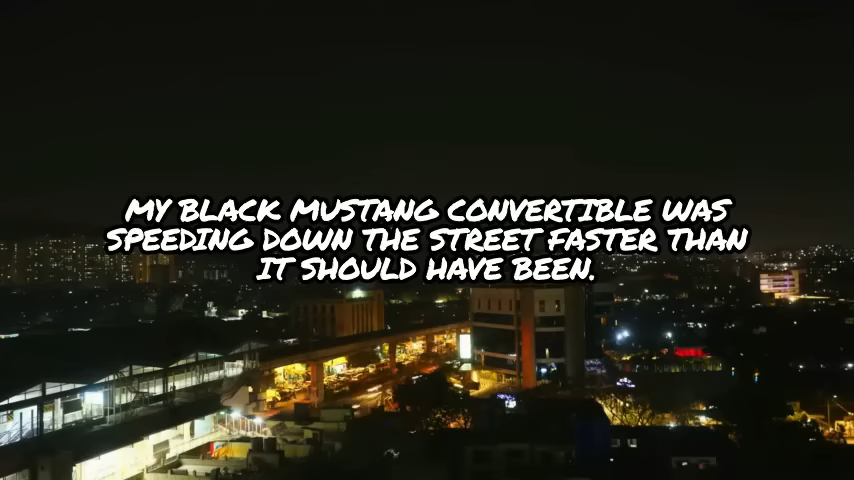 MY BLACK MUSTANG CONVERTIBLE WAS
SPEEDING DOWN THE STREET FASTER THAN
IT SHOULD HAVE BEEN.